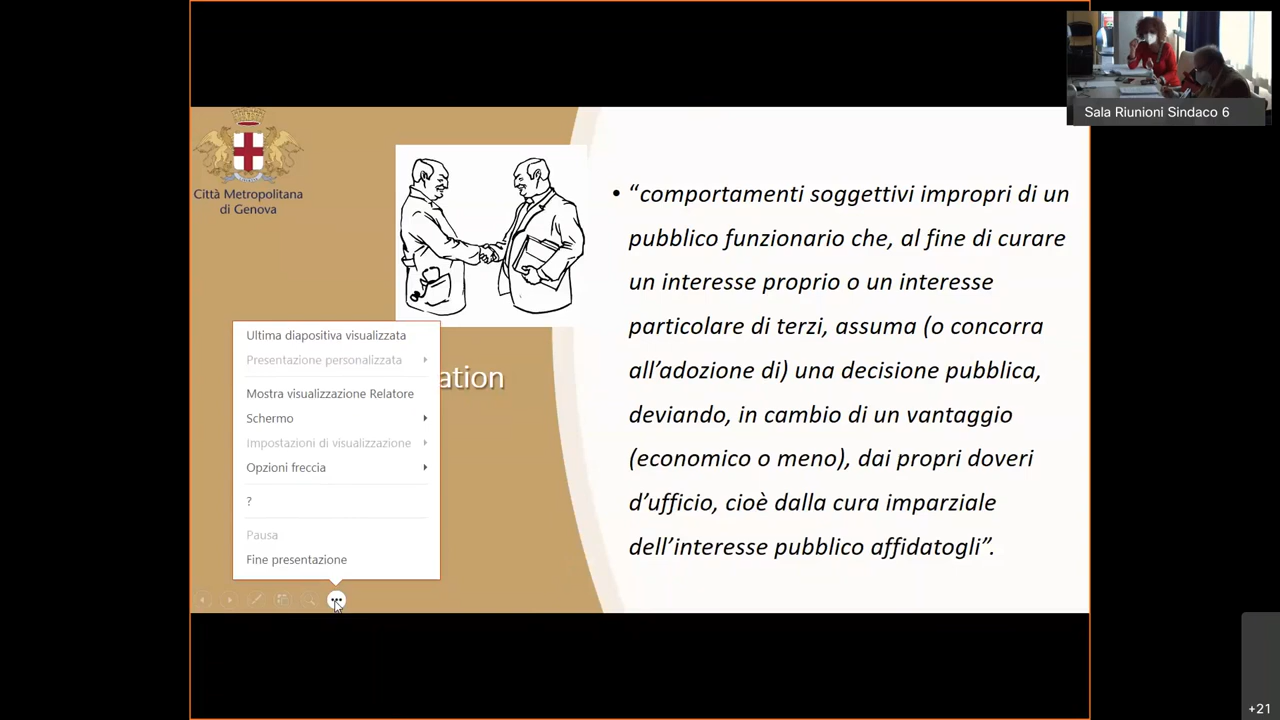 Sala Riunioni Sindaco 6
Città Metropolitana
di Genova
• “comportamenti soggettivi impropri di un
pubblico funzionario che, al fine di curare
un interesse proprio o un interesse
particolare di terzi, assuma (o concorra
all’adozione di) una decisione pubblica,
deviando, in cambio di un vantaggio
(economico o meno), dai propri doveri
d’ufficio, cioè dalla cura imparziale
dell’interesse pubblico affidatogli”.
ation
Ultima diapositiva visualizzata
Presentazione personalizzata
Mostra visualizzazione Relatore
Schermo
Impostazioni di visualizzazione
Opzioni freccia
?
Pausa
Fine presentazione
+21